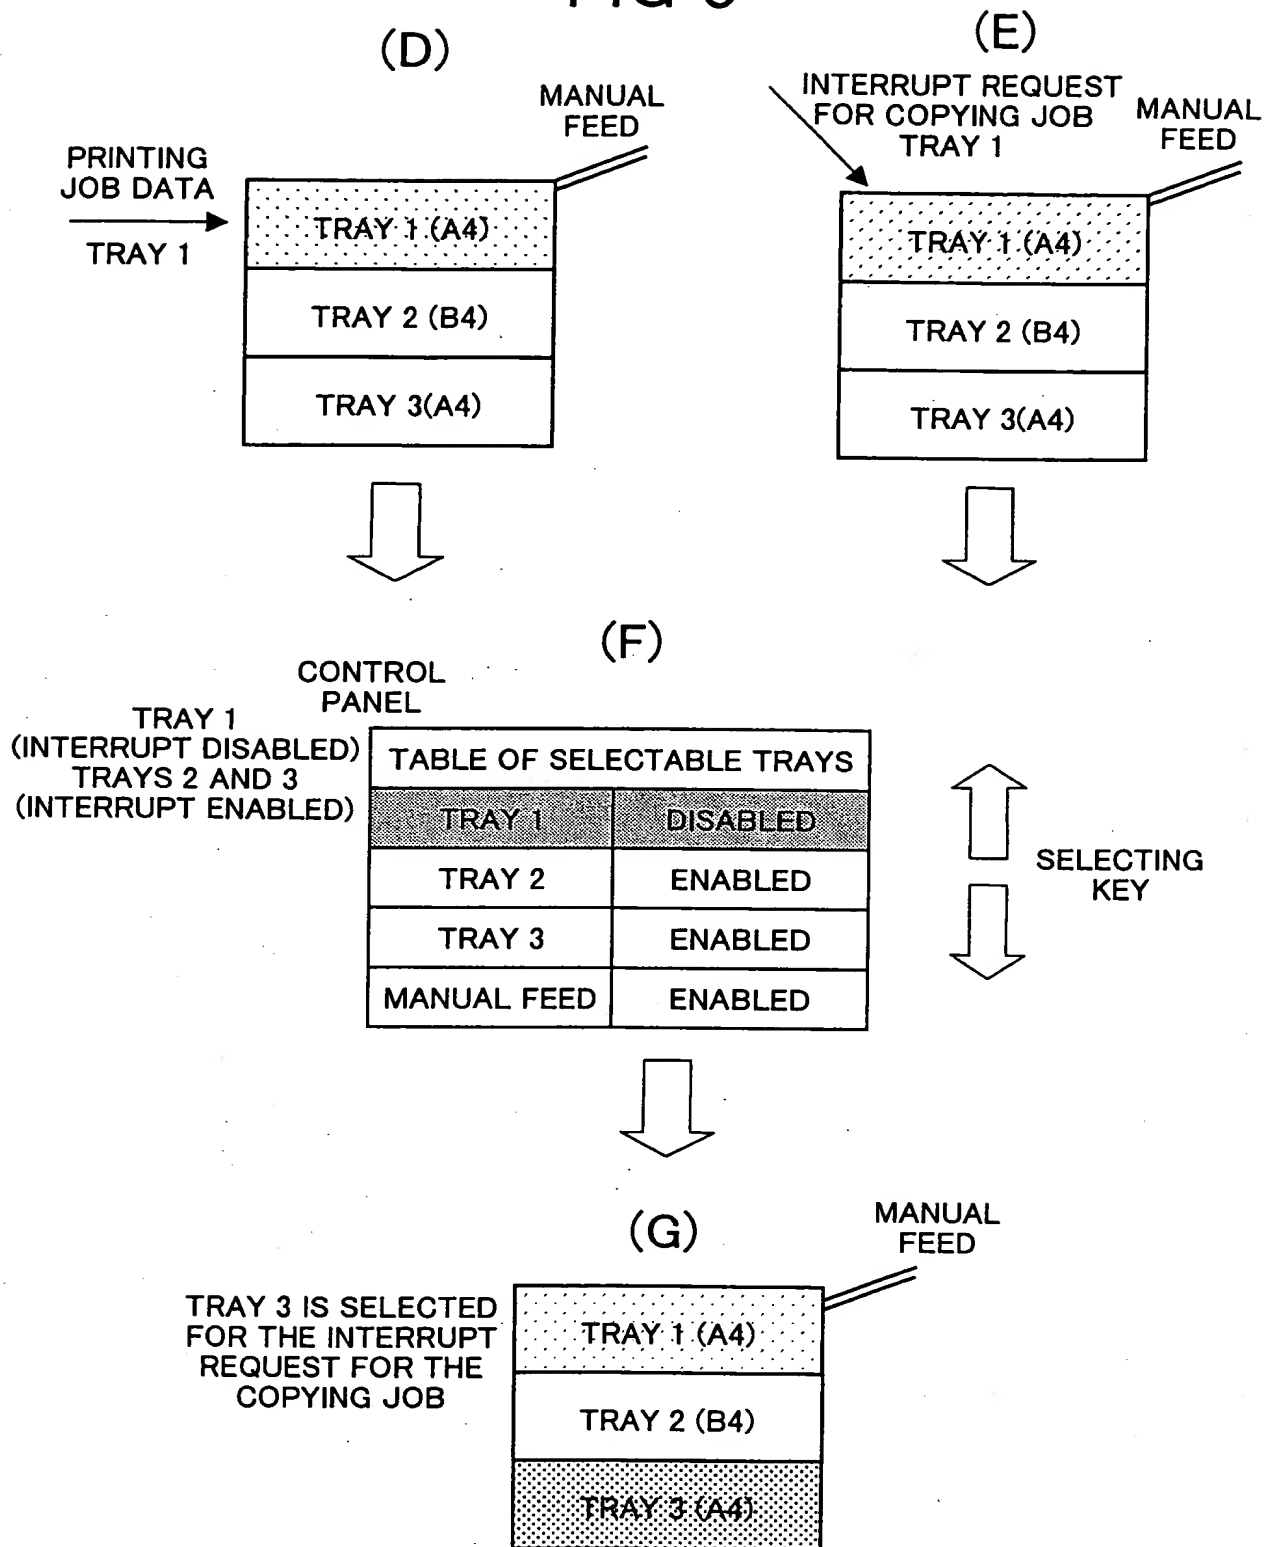 (D)
MANUAL
FEED
PRINTING
JOB DATA
TRAY 1
TRAY 1 (A4)
TRAY 2 (B4)
TRAY 3(A4)
(E)
INTERRUPT REQUEST
FOR COPYING JOB
TRAY 1
MANUAL
FEED
TRAY 1 (A4)
TRAY 2 (B4)
TRAY 3(A4)
(F)
CONTROL
PANEL
TRAY 1
(INTERRUPT DISABLED)
TRAYS 2 AND 3
(INTERRUPT ENABLED)
TABLE OF SELECTABLE TRAYS
TRAY 1 DISABLED
TRAY 2 ENABLED
TRAY 3 ENABLED
MANUAL FEED ENABLED
SELECTING
KEY
(G)
MANUAL
FEED
TRAY 3 IS SELECTED
FOR THE INTERRUPT
REQUEST FOR THE
COPYING JOB
TRAY 1 (A4)
TRAY 2 (B4)
TRAY 3 (A4)